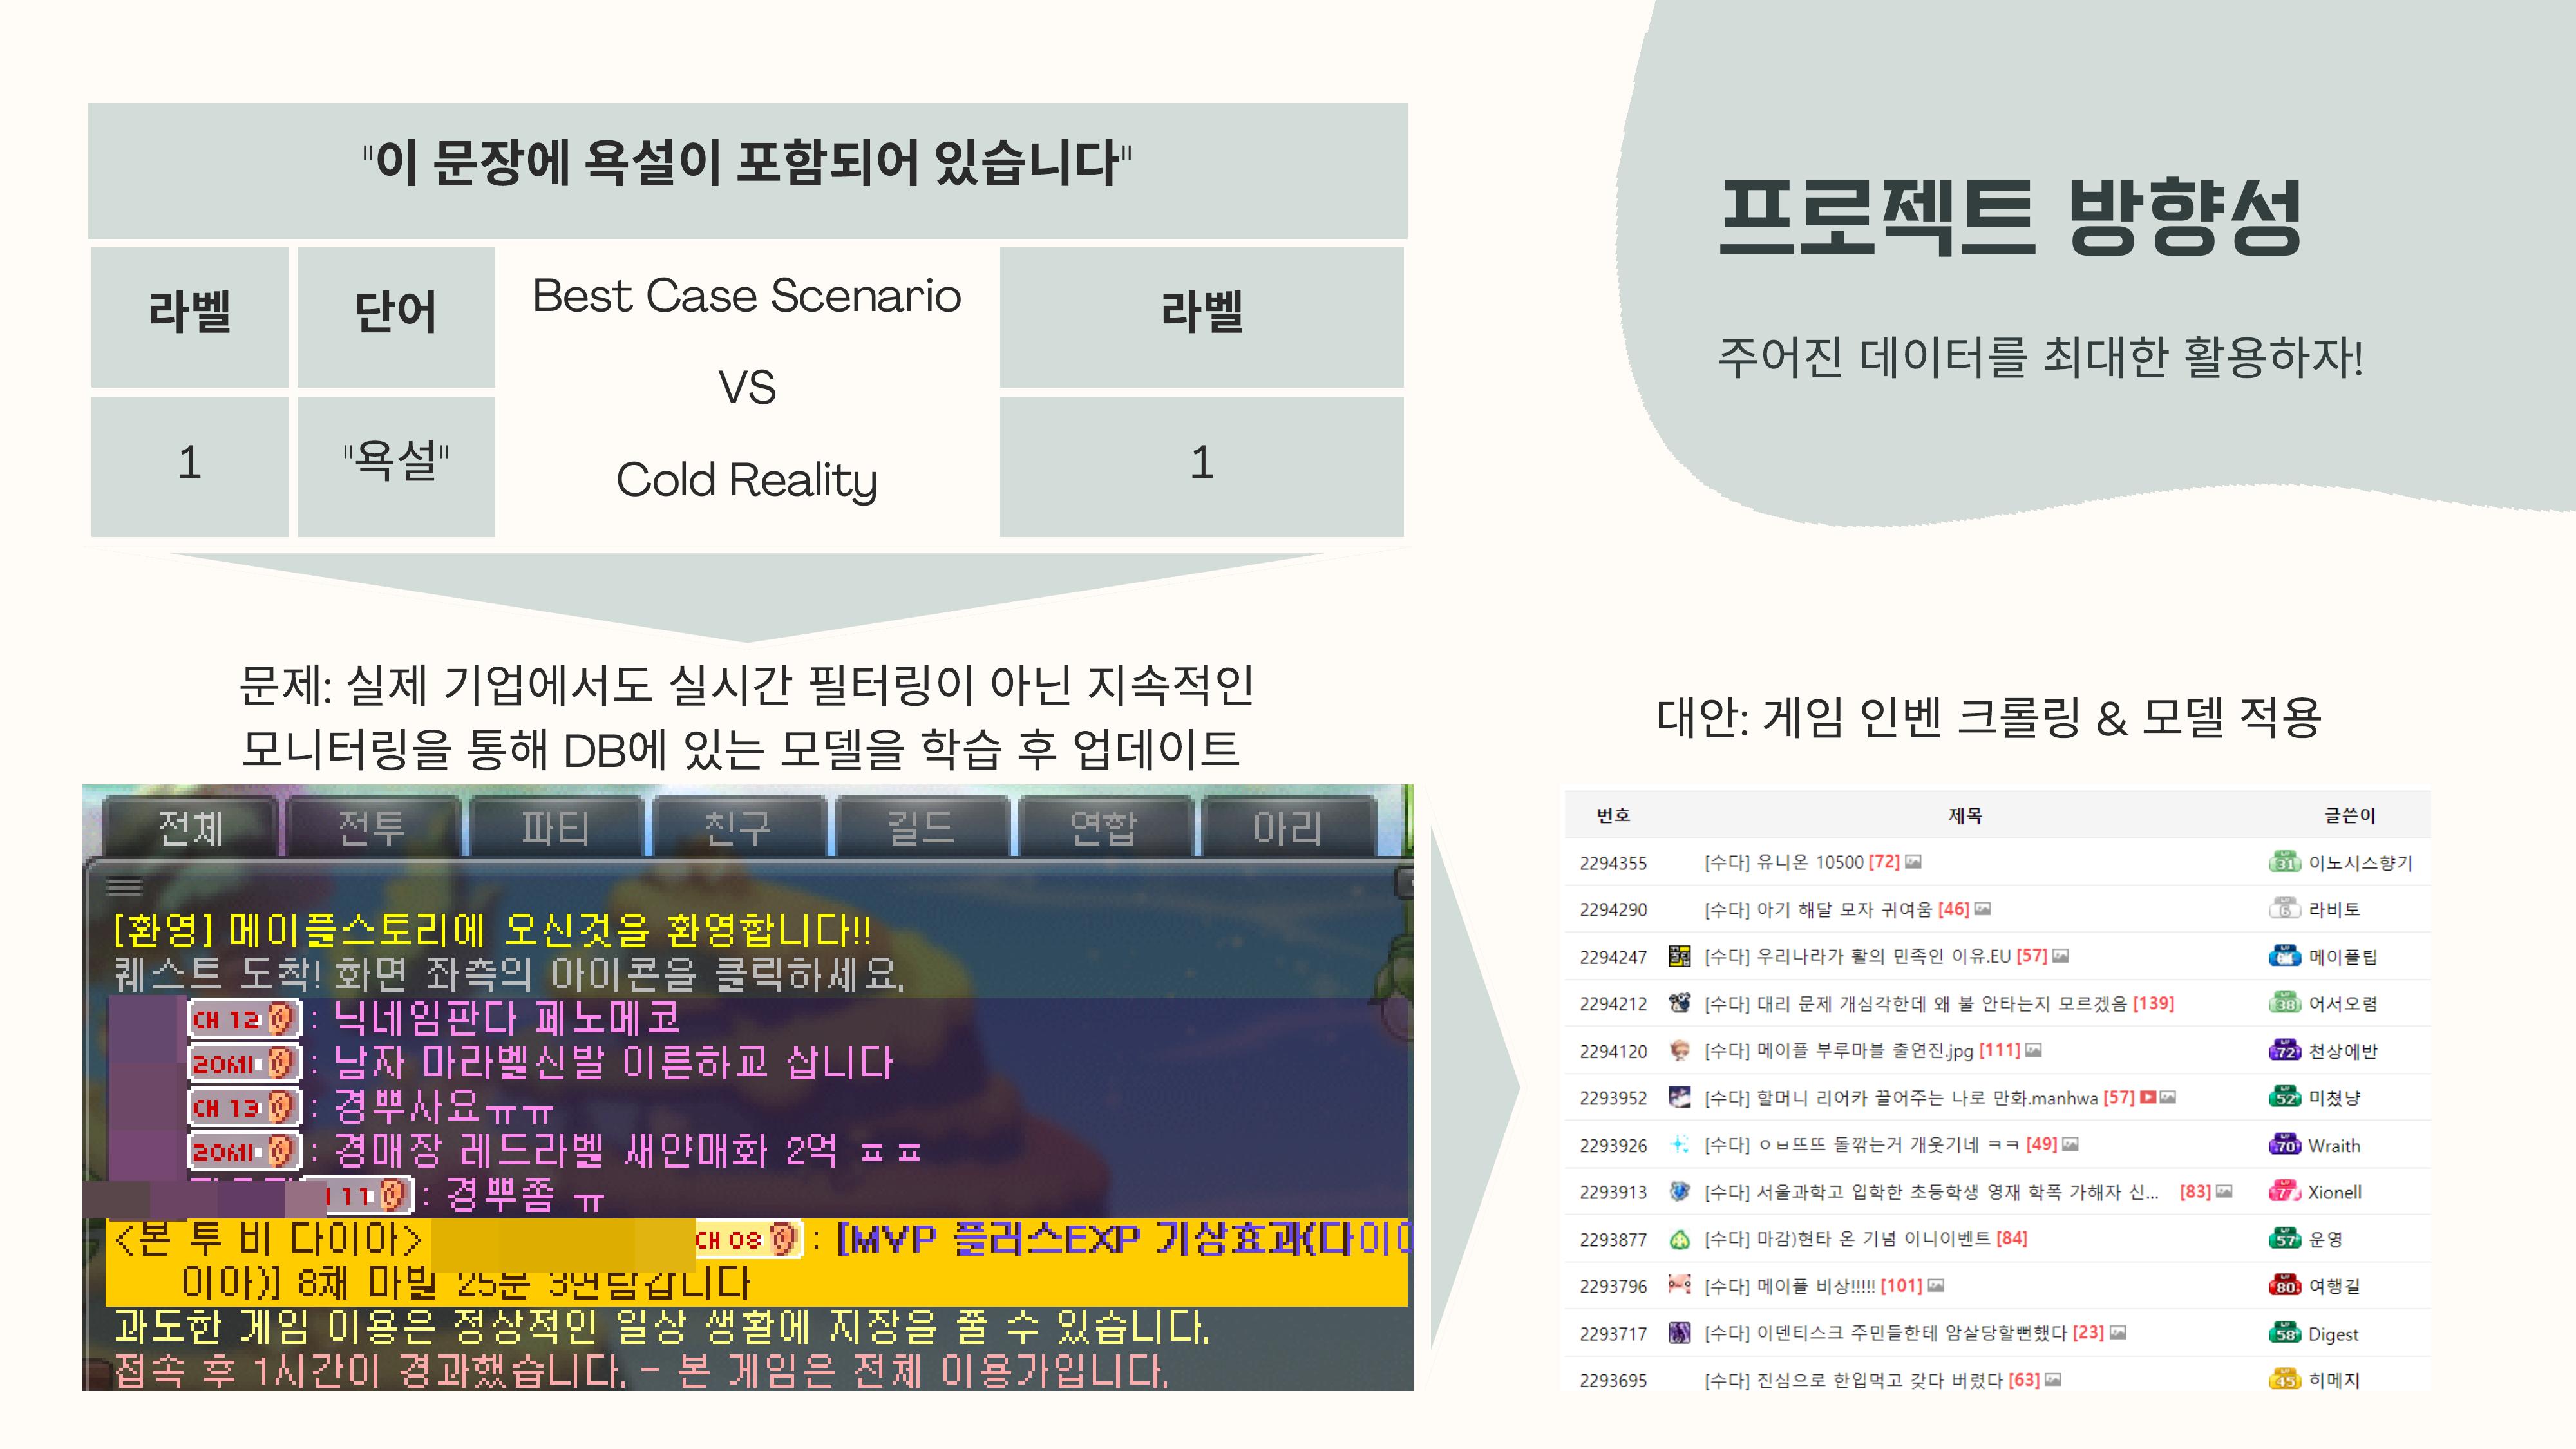 "이 문장에 욕설이 포함되어 있습니다"
라벨
단어
1
"욕설"
Best Case Scenario
VS
Cold Reality
라벨
1
프로젝트 방향성
주어진 데이터를 최대한 활용하자!
문제: 실제 기업에서도 실시간 필터링이 아닌 지속적인
모니터링을 통해 DB에 있는 모델을 학습 후 업데이트
전체 전투 파티 친구 길드 연합 아리
[환영] 메이플스토리에 오신것을 환영합니다!!
퀘스트 도착! 화면 좌측의 아이콘을 클릭하세요.
CH 12 : 닉네임판다 페노메코
20세이 : 남자 마라벨신발 이른하교 삽니다
CH 13 : 경뿌사요ㅠㅠ
20세이 : 경매장 레드라벨 새얀매화 2억 ㅍㅍ
11 : 경뿌좀 ㅠ
<본 투 비 다이아> CH 08 : [MVP 플러스EXP 기상효과(다이
이아)] 8채 마빌 25분 3연담갑니다
과도한 게임 이용은 정상적인 일상 생활에 지장을 줄 수 있습니다.
접속 후 1시간이 경과했습니다. - 본 게임은 전체 이용가입니다.
대안: 게임 인벤 크롤링 & 모델 적용
번호 제목 글쓴이
2294355 [수다] 유니온 10500 [72] LV 31 이노시스향기
2294290 [수다] 아기 해달 모자 귀여움 [46] LV 6 라비토
2294247 [수다] 우리나라가 활의 민족인 이유.EU [57] 메이플팁
2294212 [수다] 대리 문제 개심각한데 왜 불 안타는지 모르겠음 [139] LV 38 어서오렴
2294120 [수다] 메이플 부루마블 출연진.jpg [111] LV 72 천상에반
2293952 [수다] 할머니 리어카 끌어주는 나로 만화.manhwa [57] LV 52 미쳤냥
2293926 [수다] ㅇㅂ뜨뜨 돌깎는거 개웃기네 ㅋㅋ [49] LV 70 Wraith
2293913 [수다] 서울과학고 입학한 초등학생 영재 학폭 가해자 신... [83] LV 77 Xionell
2293877 [수다] 마감)현타 온 기념 이니이벤트 [84] LV 57 운영
2293796 [수다] 메이플 비상!!!!! [101] LV 80 여행길
2293717 [수다] 이덴티스크 주민들한테 암살당할뻔했다 [23] LV 58 Digest
2293695 [수다] 진심으로 한입먹고 갖다 버렸다 [63] LV 45 히메지